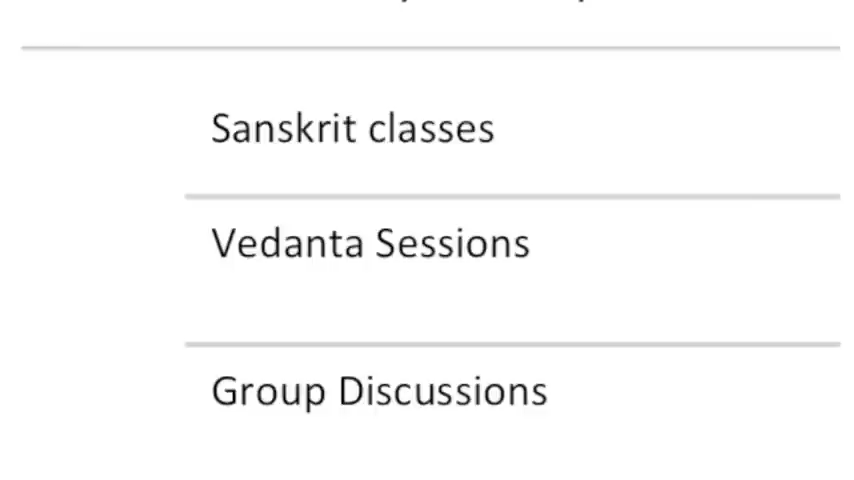 Sanskrit classes
Vedanta Sessions
Group Discussions